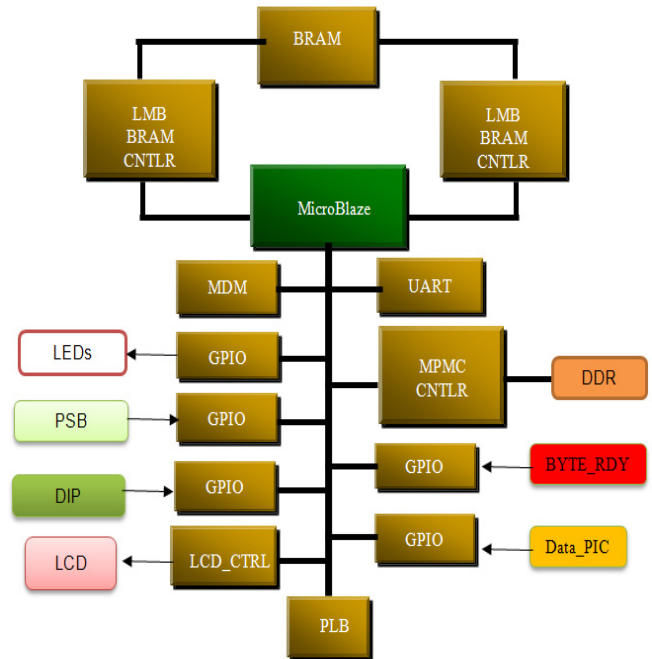 BRAM
LMB
BRAM
CNTLR
LMB
BRAM
CNTLR
MicroBlaze
MDM
UART
LEDs
GPIO
MPMC
CNTLR
DDR
PSB
GPIO
GPIO
BYTE_RDY
DIP
GPIO
GPIO
Data_PIC
LCD
LCD_CTRL
PLB